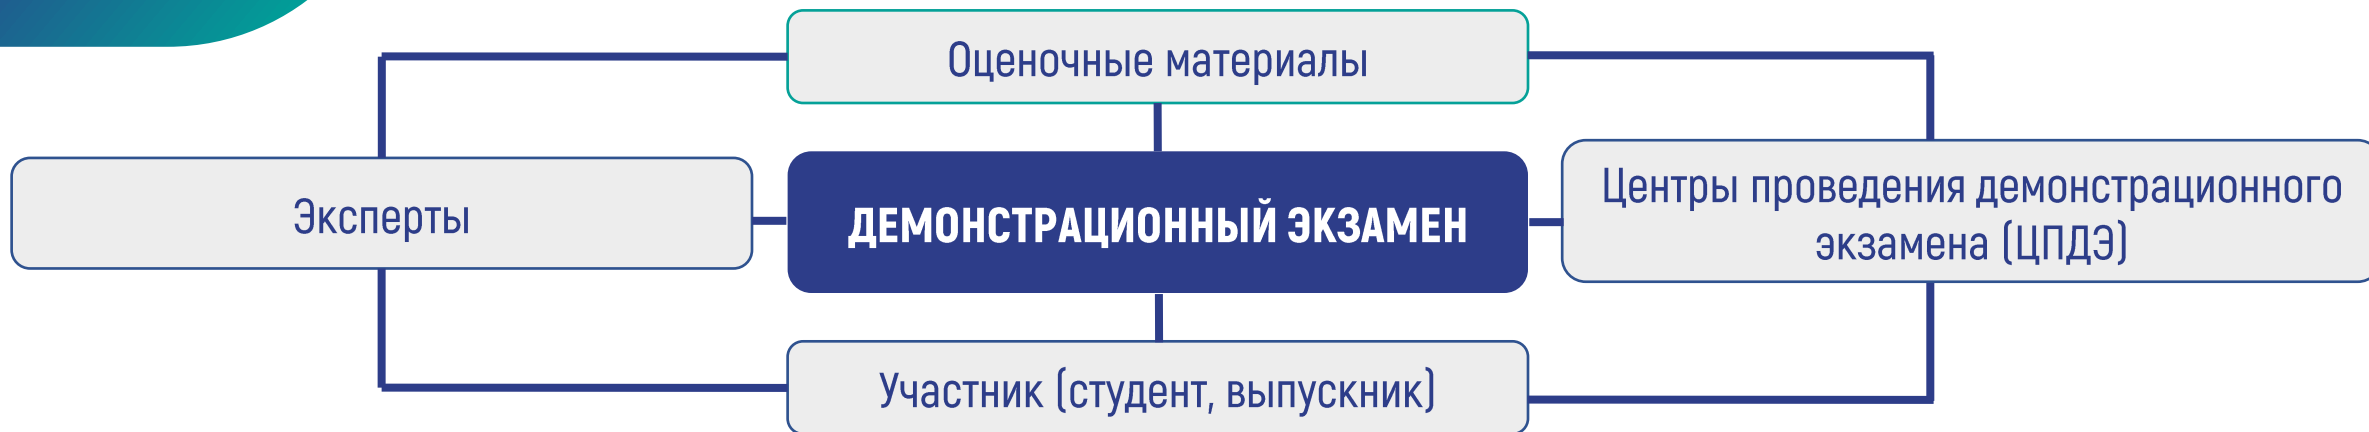 Оценочные материалы
Эксперты
ДЕМОНСТРАЦИОННЫЙ ЭКЗАМЕН
Центры проведения демонстрационного
экзамена (ЦПДЭ)
Участник (студент, выпускник)